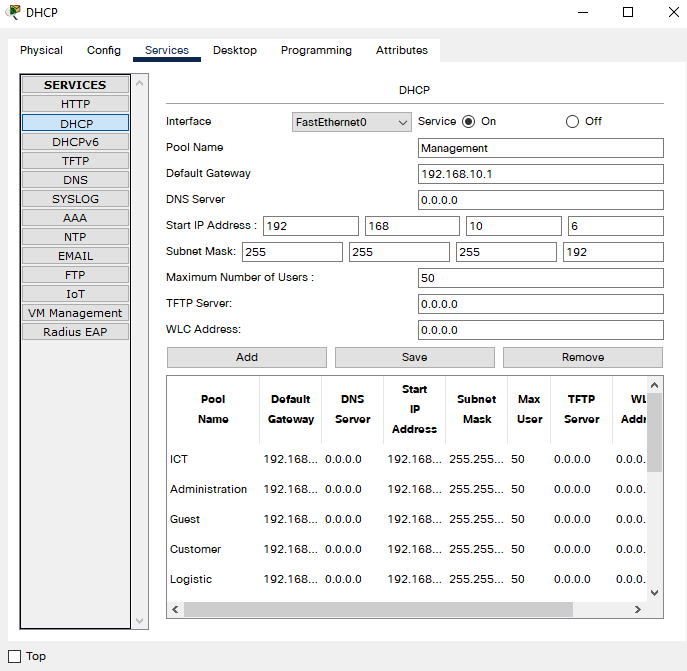 DHCP
Physical Config Services Desktop Programming Attributes
SERVICES
HTTP
DHCP
DHCPv6
TFTP
DNS
SYSLOG
AAA
NTP
EMAIL
FTP
IoT
VM Management
Radius EAP
DHCP
Interface FastEthernet0 Service On Off
Pool Name Management
Default Gateway 192.168.10.1
DNS Server 0.0.0.0
Start IP Address : 192 168 10 6
Subnet Mask: 255 255 255 192
Maximum Number of Users : 50
TFTP Server: 0.0.0.0
WLC Address: 0.0.0.0
Add Save Remove
Pool Name Default Gateway DNS Server Start IP Address Subnet Mask Max User TFTP Server WL Addr
ICT 192.168... 0.0.0.0 192.168... 255.255... 50 0.0.0.0 0.0.0.
Administration 192.168... 0.0.0.0 192.168... 255.255... 50 0.0.0.0 0.0.0.
Guest 192.168... 0.0.0.0 192.168... 255.255... 50 0.0.0.0 0.0.0.
Customer 192.168... 0.0.0.0 192.168... 255.255... 50 0.0.0.0 0.0.0.
Logistic 192.168... 0.0.0.0 192.168... 255.255... 50 0.0.0.0 0.0.0.
Top